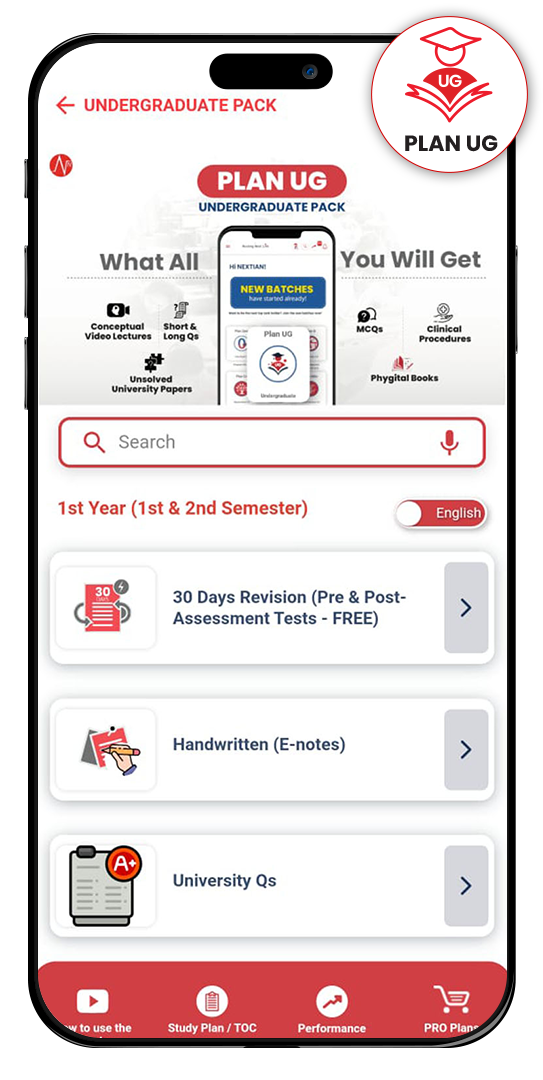 UG
PLAN UG
UNDERGRADUATE PACK
PLAN UG
UNDERGRADUATE PACK
What All
You Will Get
HI NEXTIAN!
NEW BATCHES
have started already!
Plan UG
Undergraduate
Conceptual
Video Lectures
Short &
Long Qs
Unsolved
University Papers
MCQs
Clinical
Procedures
Phygital Books
Search
1st Year (1st & 2nd Semester)
English
30
DAYS
30 Days Revision (Pre & Post-
Assessment Tests - FREE)
Handwritten (E-notes)
A+
University Qs
w to use the
Study Plan / TOC
Performance
PRO Plans